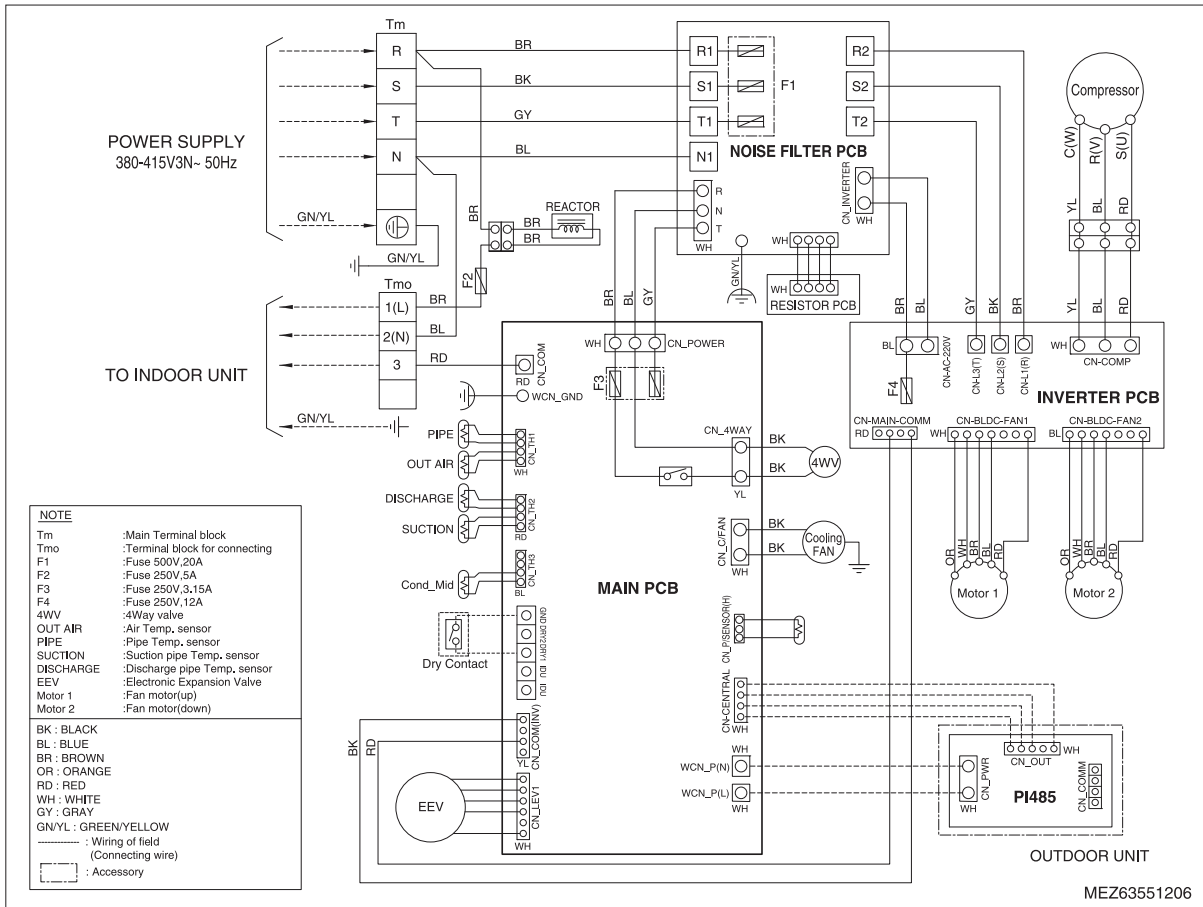 Tm
R
S
T
N
BR
BK
GY
BL
GN/YL
GN/YL
POWER SUPPLY
380-415V3N~ 50Hz
R1
S1
T1
N1
F1
R2
S2
T2
NOISE FILTER PCB
R
N
T
WH
CN_INVERTER
WH
WH
GN/YL
WH
RESISTOR PCB
BR
REACTOR
BR
BR
F2
Compressor
C(W)
R(V)
S(U)
YL
BL
RD
YL
BL
RD
Tmo
1(L)
2(N)
3
BR
BL
RD
GN/YL
TO INDOOR UNIT
BR
BL
GY
BR
BL
GY
BK
BR
BL
CN-AC-220V
CN-L3(T)
CN-L2(S)
CN-L1(R)
WH
CN-COMP
F4
INVERTER PCB
CN-MAIN-COMM
RD
CN-BLDC-FAN1
WH
CN-BLDC-FAN2
BL
OR
WH
BR
BL
RD
Motor 1
OR
WH
BR
BL
RD
Motor 2
WH
CN_POWER
F3
CN_COM
RD
WCN_GND
PIPE
OUT AIR
CN_TH1
WH
DISCHARGE
SUCTION
CN_TH2
RD
Cond_Mid
CN_TH3
BL
CN_4WAY
YL
BK
BK
4WV
CN_C/FAN
WH
BK
BK
Cooling
FAN
MAIN PCB
CN_P/SENSOR(H)
GND
DRY2
DRY1
IDU
IDU
Dry Contact
CN-CENTRAL
WH
BK
RD
CN_COM(INV)
YL
EEV
CN_LEV1
WH
WH
WCN_P(N)
WCN_P(L)
WH
CN_OUT
WH
CN_PWR
WH
CN_COMM
PI485
OUTDOOR UNIT
NOTE
Tm :Main Terminal block
Tmo :Terminal block for connecting
F1 :Fuse 500V,20A
F2 :Fuse 250V,5A
F3 :Fuse 250V,3.15A
F4 :Fuse 250V,12A
4WV :4Way valve
OUT AIR :Air Temp. sensor
PIPE :Pipe Temp. sensor
SUCTION :Suction pipe Temp. sensor
DISCHARGE :Discharge pipe Temp. sensor
EEV :Electronic Expansion Valve
Motor 1 :Fan motor(up)
Motor 2 :Fan motor(down)
BK : BLACK
BL : BLUE
BR : BROWN
OR : ORANGE
RD : RED
WH : WHITE
GY : GRAY
GN/YL : GREEN/YELLOW
: Wiring of field
(Connecting wire)
: Accessory
MEZ63551206